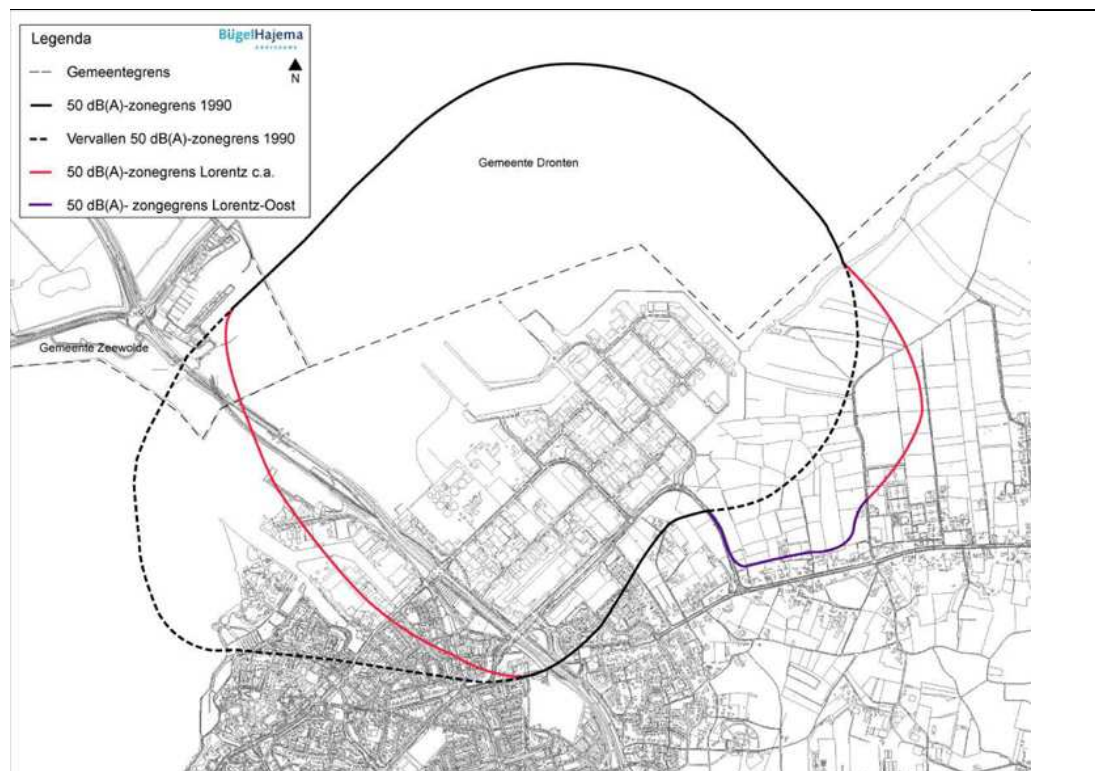 Legenda
BügelHajema
ADVISEURS
N
Gemeentegrens
50 dB(A)-zonegrens 1990
Vervallen 50 dB(A)-zonegrens 1990
50 dB(A)-zonegrens Lorentz c.a.
50 dB(A)- zongegrens Lorentz-Oost
Gemeente Dronten
Gemeente Zeewolde